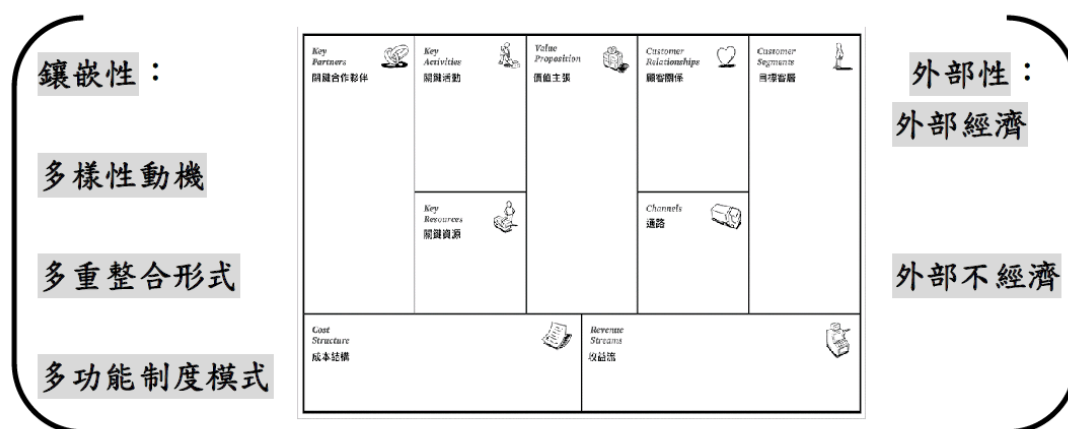 鑲嵌性：
多樣性動機
多重整合形式
多功能制度模式
Key
Partners
關鍵合作夥伴
Key
Activities
關鍵活動
Key
Resources
關鍵資源
Value
Proposition
價值主張
Customer
Relationships
顧客關係
Channels
通路
Customer
Segments
目標客層
Cost
Structure
成本結構
Revenue
Streams
收益流
外部性：
外部經濟
外部不經濟